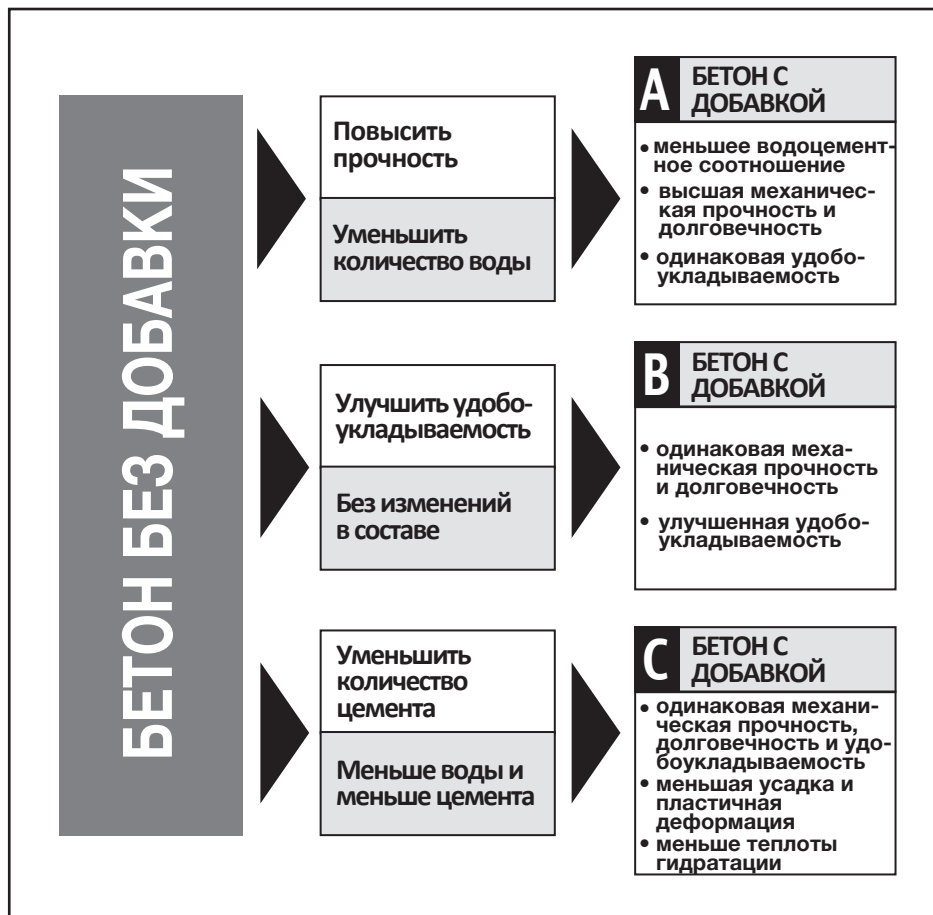 БЕТОН БЕЗ ДОБАВКИ
Повысить
прочность
Уменьшить
количество воды
A
БЕТОН С
ДОБАВКОЙ
• меньшее водоцемент-
ное соотношение
• высшая механичес-
кая прочность и
долговечность
• одинаковая удобо-
укладываемость
Улучшить удобо-
укладываемость
Без изменений
в составе
B
БЕТОН С
ДОБАВКОЙ
• одинаковая меха-
ническая прочность
и долговечность
• улучшенная удобо-
укладываемость
Уменьшить
количество
цемента
Меньше воды и
меньше цемента
C
БЕТОН С
ДОБАВКОЙ
• одинаковая механи-
ческая прочность,
долговечность и удо-
боукладываемость
• меньшая усадка и
пластичная
деформация
• меньше теплоты
гидратации